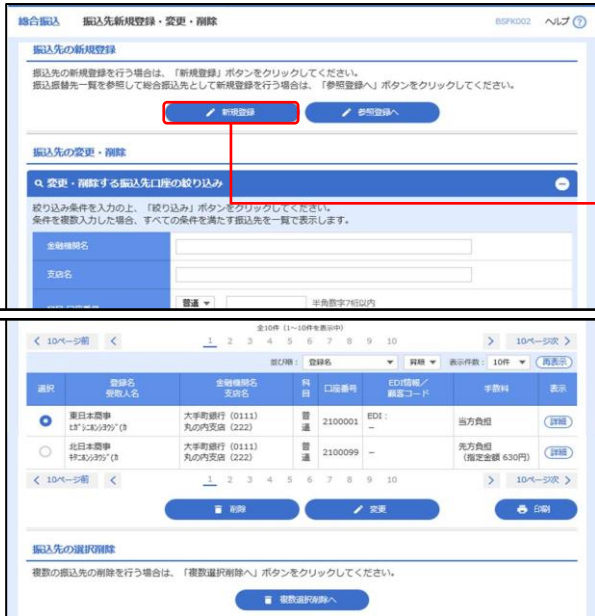 総合振込 振込先新規登録・変更・削除 BSFK002 ヘルプ ?
振込先の新規登録
振込先の新規登録を行う場合は、「新規登録」ボタンをクリックしてください。
振込振替先一覧を参照して総合振込先として新規登録を行う場合は、「参照登録へ」ボタンをクリックしてください。
新規登録 参照登録へ
振込先の変更・削除
変更・削除する振込先口座の絞り込み
絞り込み条件を入力の上、「絞り込み」ボタンをクリックしてください。
条件を複数入力した場合、すべての条件を満たす振込先を一覧で表示します。
金融機関名
支店名
普通 半角数字7桁以内
全10件（1～10件を表示中）
10ページ前 1 2 3 4 5 6 7 8 9 10 10ページ次
並び順： 登録名 昇順 表示件数： 10件 再表示
選択 登録名 受取人名 金融機関名 支店名 科目 口座番号 EDI情報／ 顧客コード 手数料 表示
東日本商事 大手町銀行（0111） 普通 2100001 EDI： 当方負担 詳細
ﾋｶﾞｼﾆﾎﾝｼﾖｳｼﾞ(ｶ 丸の内支店（222） －
北日本商事 大手町銀行（0111） 普通 2100099 － 先方負担 詳細
ｷﾀﾆﾎﾝｼﾖｳｼﾞ(ｶ 丸の内支店（222） （指定金額 630円）
10ページ前 1 2 3 4 5 6 7 8 9 10 10ページ次
削除 変更 印刷
振込先の選択削除
複数の振込先の削除を行う場合は、「複数選択削除へ」ボタンをクリックしてください。
複数選択削除へ